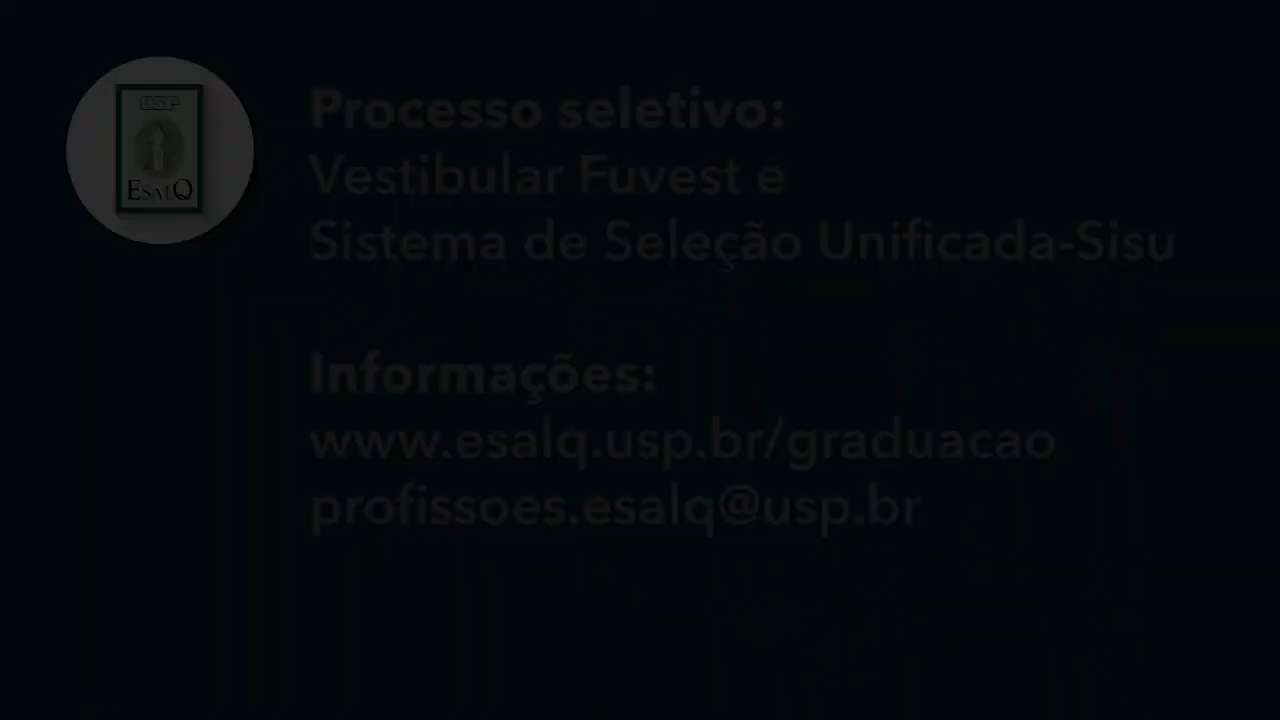 ESALQ
Processo seletivo:
Vestibular Fuvest e
Sistema de Seleção Unificada-Sisu
Informações:
www.esalq.usp.br/graduacao
profissoes.esalq@usp.br